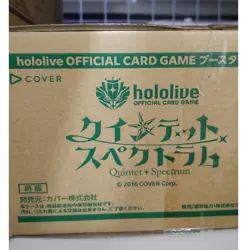 hololive OFFICIAL CARD GAME ブースタ
COVER
hololive
OFFICIAL CARD GAME
クインテット
スペクトラム
Quintet Spectrum
© 2016 COVER Corp.
再販
発売元:カバー株式会社